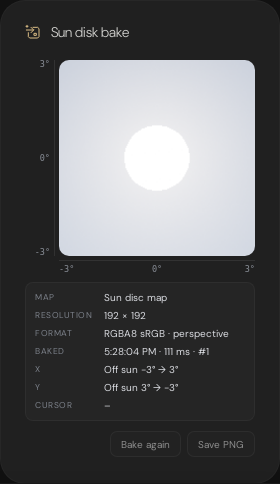 Sun disk bake
3°
0°
-3°
-3° 0° 3°
MAP Sun disc map
RESOLUTION 192 × 192
FORMAT RGBA8 sRGB · perspective
BAKED 5:28:04 PM · 111 ms · #1
X Off sun -3° → 3°
Y Off sun 3° → -3°
CURSOR –
Bake again Save PNG